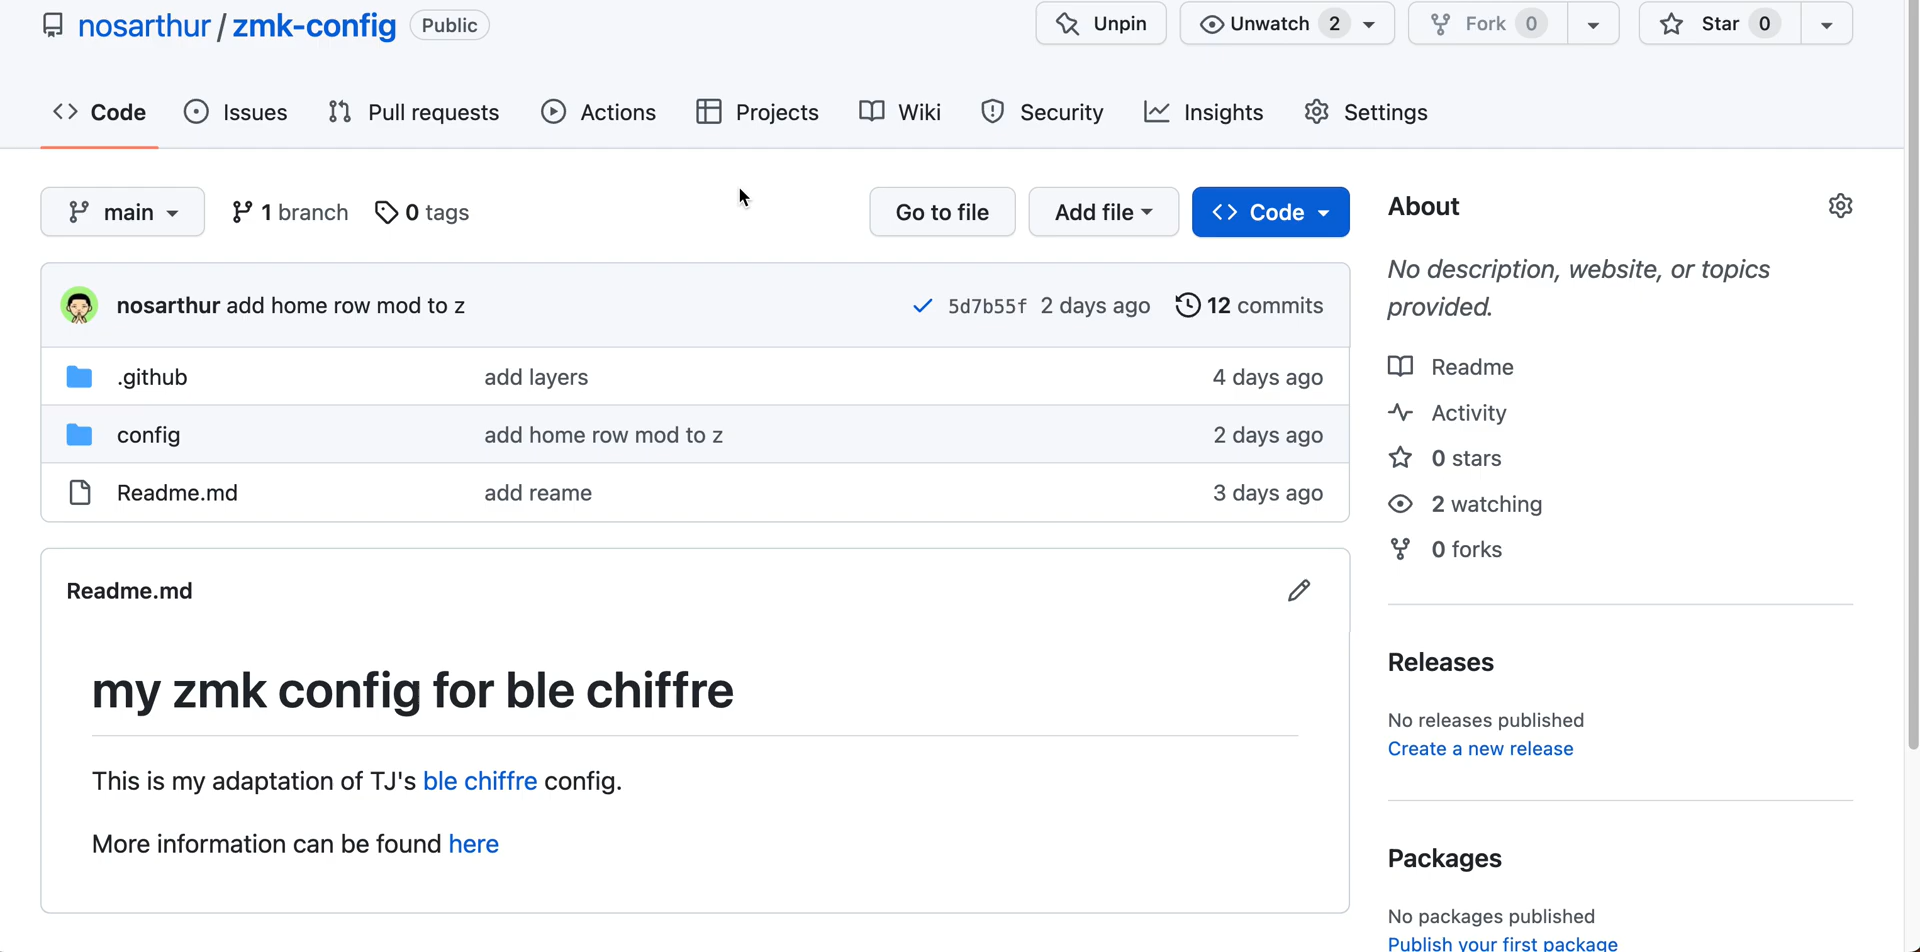 nosarthur / zmk-config Public Unpin Unwatch 2 Fork 0 Star 0
Code Issues Pull requests Actions Projects Wiki Security Insights Settings
main 1 branch 0 tags Go to file Add file Code
nosarthur add home row mod to z 5d7b55f 2 days ago 12 commits
.github add layers 4 days ago
config add home row mod to z 2 days ago
Readme.md add reame 3 days ago
Readme.md
my zmk config for ble chiffre
This is my adaptation of TJ's ble chiffre config.
More information can be found here
About
No description, website, or topics
provided.
Readme
Activity
0 stars
2 watching
0 forks
Releases
No releases published
Create a new release
Packages
No packages published
Publish your first package